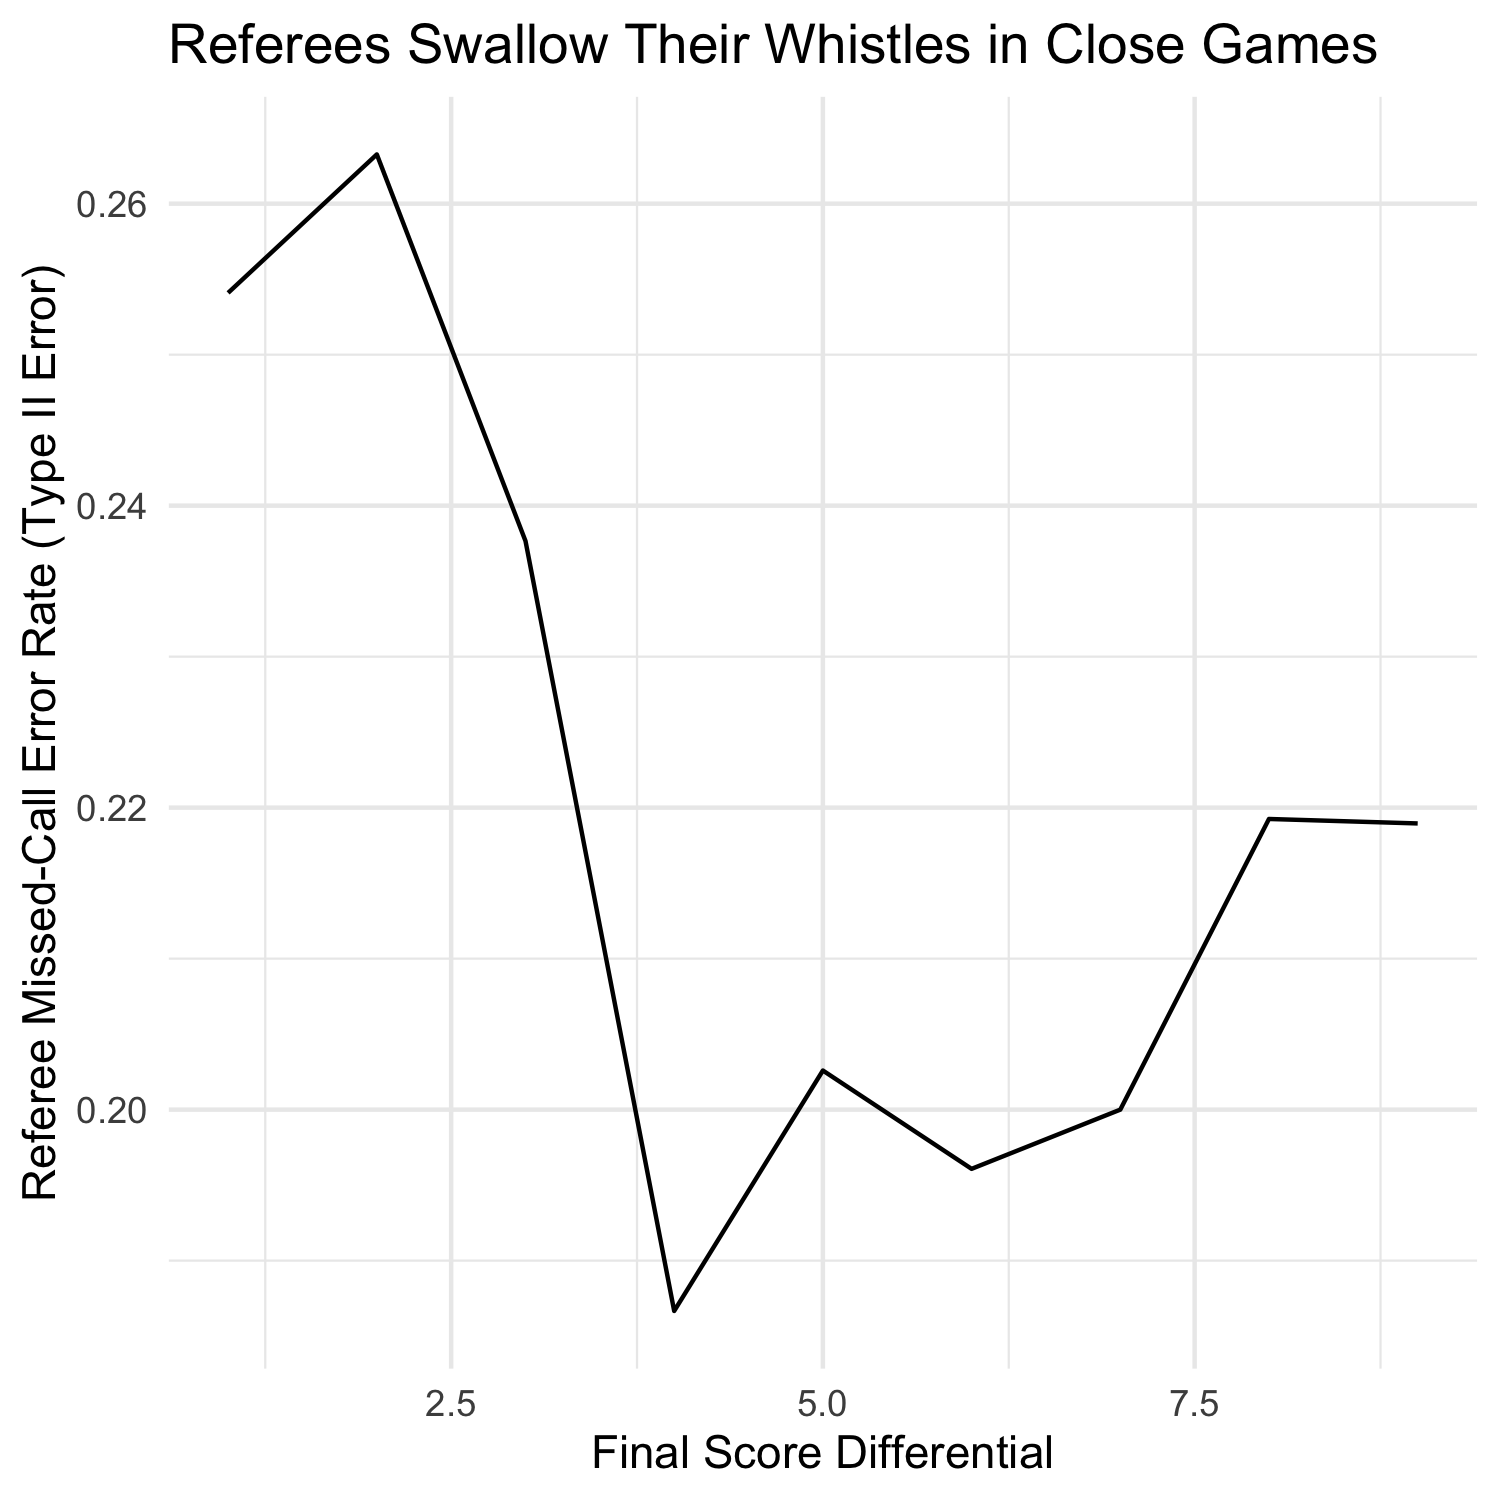 Referees Swallow Their Whistles in Close Games
Referee Missed-Call Error Rate (Type II Error)
0.26
0.24
0.22
0.20
2.5 5.0 7.5
Final Score Differential